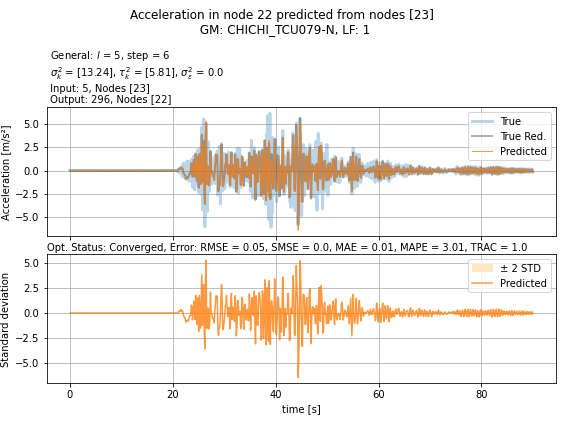 Acceleration in node 22 predicted from nodes [23]
GM: CHICHI_TCU079-N, LF: 1
General: l = 5, step = 6
σ²ₖ = [13.24], τ²ₖ = [5.81], σ²ε = 0.0
Input: 5, Nodes [23]
Output: 296, Nodes [22]
Acceleration [m/s²]
5.0
2.5
0.0
−2.5
−5.0
True
True Red.
Predicted
Opt. Status: Converged, Error: RMSE = 0.05, SMSE = 0.0, MAE = 0.01, MAPE = 3.01, TRAC = 1.0
Standard deviation
5.0
2.5
0.0
−2.5
−5.0
± 2 STD
Predicted
0 20 40 60 80
time [s]